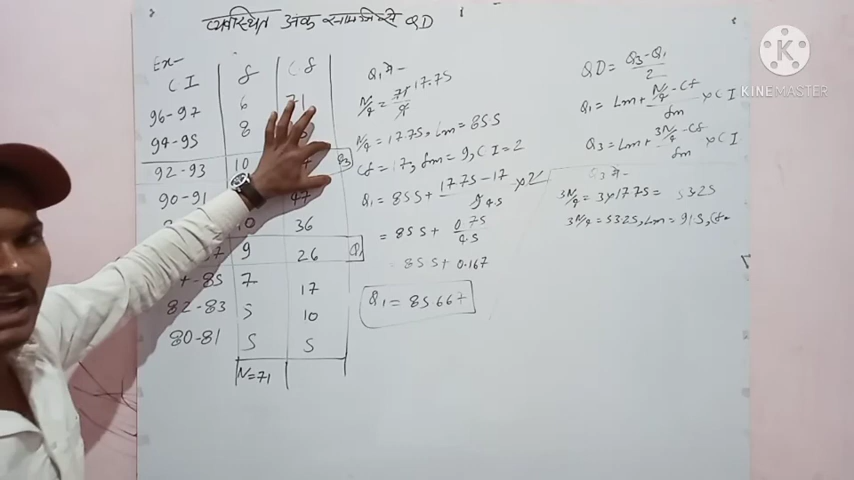 व्यवस्थित अंक सामग्री से QD
Ex-
C I f C f
96-97 6 71
94-95 8
92-93 10 Q3
90-91 47
10 36
9 26 Q1
-85 7 17
82-83 5 10
80-81 5 5
N=71
Q1 में-
N/4 = 71/4 17.75
N/4 = 17.75, Lm = 85.5
Cf = 17, fm = 9, C I = 2
Q1 = 85.5 + 17.75-17/9 4.5 × 2
= 85.5 + 0.75/4.5
= 85.5 + 0.167
Q1 = 85.667
QD = Q3-Q1/2
Q1 = Lm + N/4 - Cf/fm × C I
Q3 = Lm + 3N/4 - Cf/fm × C I
3N/4 = 3×17.75 = 53.25
3N/4 = 53.25, Lm = 91.5, Cf =
K
KINEMASTER